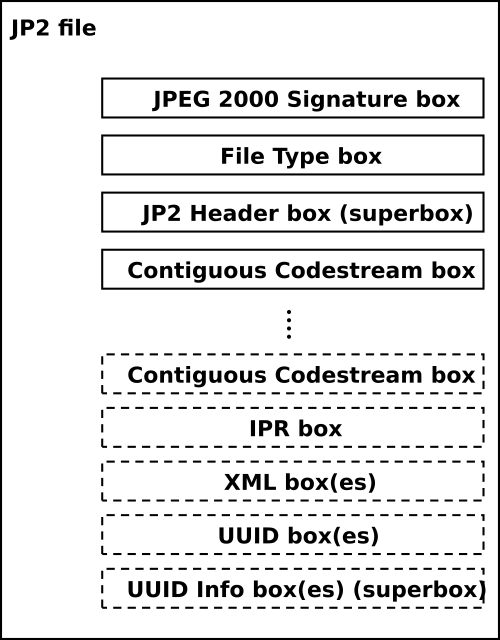 JP2 file
JPEG 2000 Signature box
File Type box
JP2 Header box (superbox)
Contiguous Codestream box
Contiguous Codestream box
IPR box
XML box(es)
UUID box(es)
UUID Info box(es) (superbox)